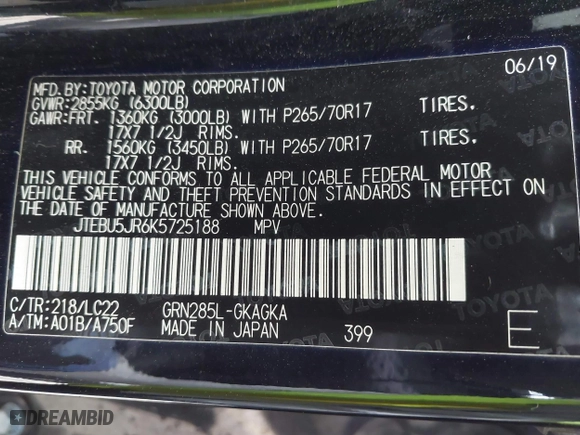 06/19
MFD. BY:TOYOTA MOTOR CORPORATION
GVWR:2855KG (6300LB)
GAWR:FRT. 1360KG (3000LB) WITH P265/70R17 TIRES,
17X7 1/2J RIMS.
RR. 1560KG (3450LB) WITH P265/70R17 TIRES,
17X7 1/2J RIMS.
THIS VEHICLE CONFORMS TO ALL APPLICABLE FEDERAL MOTOR
VEHICLE SAFETY AND THEFT PREVENTION STANDARDS IN EFFECT ON
THE DATE OF MANUFACTURE SHOWN ABOVE.
JTEBU5JR6K5725188 MPV
C/TR:218/LC22 GRN285L-GKAGKA
A/TM:A01B/A750F MADE IN JAPAN 399 E
TOYOTA
DREAMBID